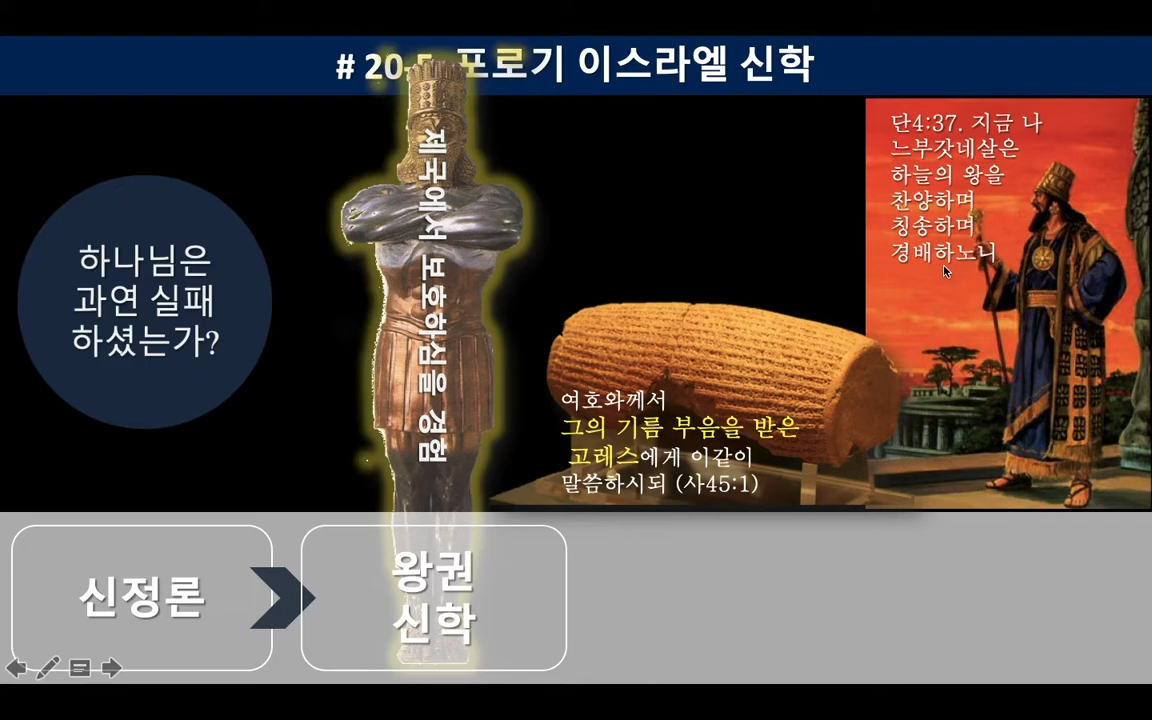 # 20-5 포로기 이스라엘 신학
하나님은
과연 실패
하셨는가?
제국에서 보호하심을 경험
여호와께서
그의 기름 부음을 받은
고레스에게 이같이
말씀하시되 (사45:1)
단4:37. 지금 나
느부갓네살은
하늘의 왕을
찬양하며
칭송하며
경배하노니
신정론
왕권
신학